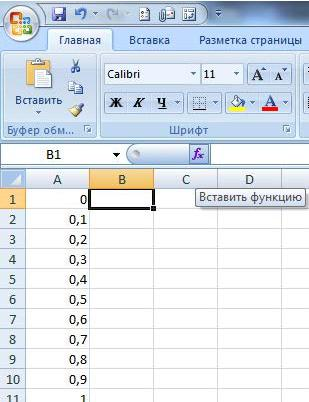 Главная Вставка Разметка страницы
Calibri 11 А А
Вставить
Ж К Ч А
Буфер обм... Шрифт
B1 fx
A B C D
Вставить функцию
1 0
2 0,1
3 0,2
4 0,3
5 0,4
6 0,5
7 0,6
8 0,7
9 0,8
10 0,9
11 1